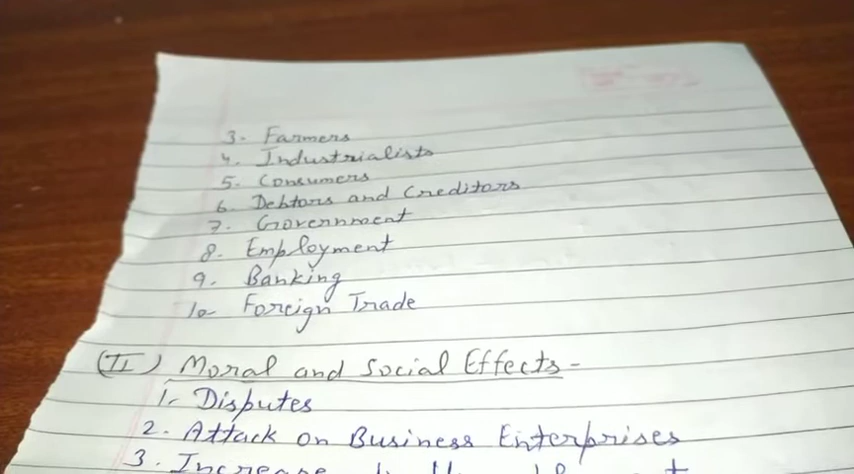 3. Farmers
4. Industrialists
5. Consumers
6. Debtors and Creditors
7. Government
8. Employment
9. Banking
10 Foreign Trade
(II) Moral and Social Effects-
1. Disputes
2. Attack on Business Enterprises
3. Increase